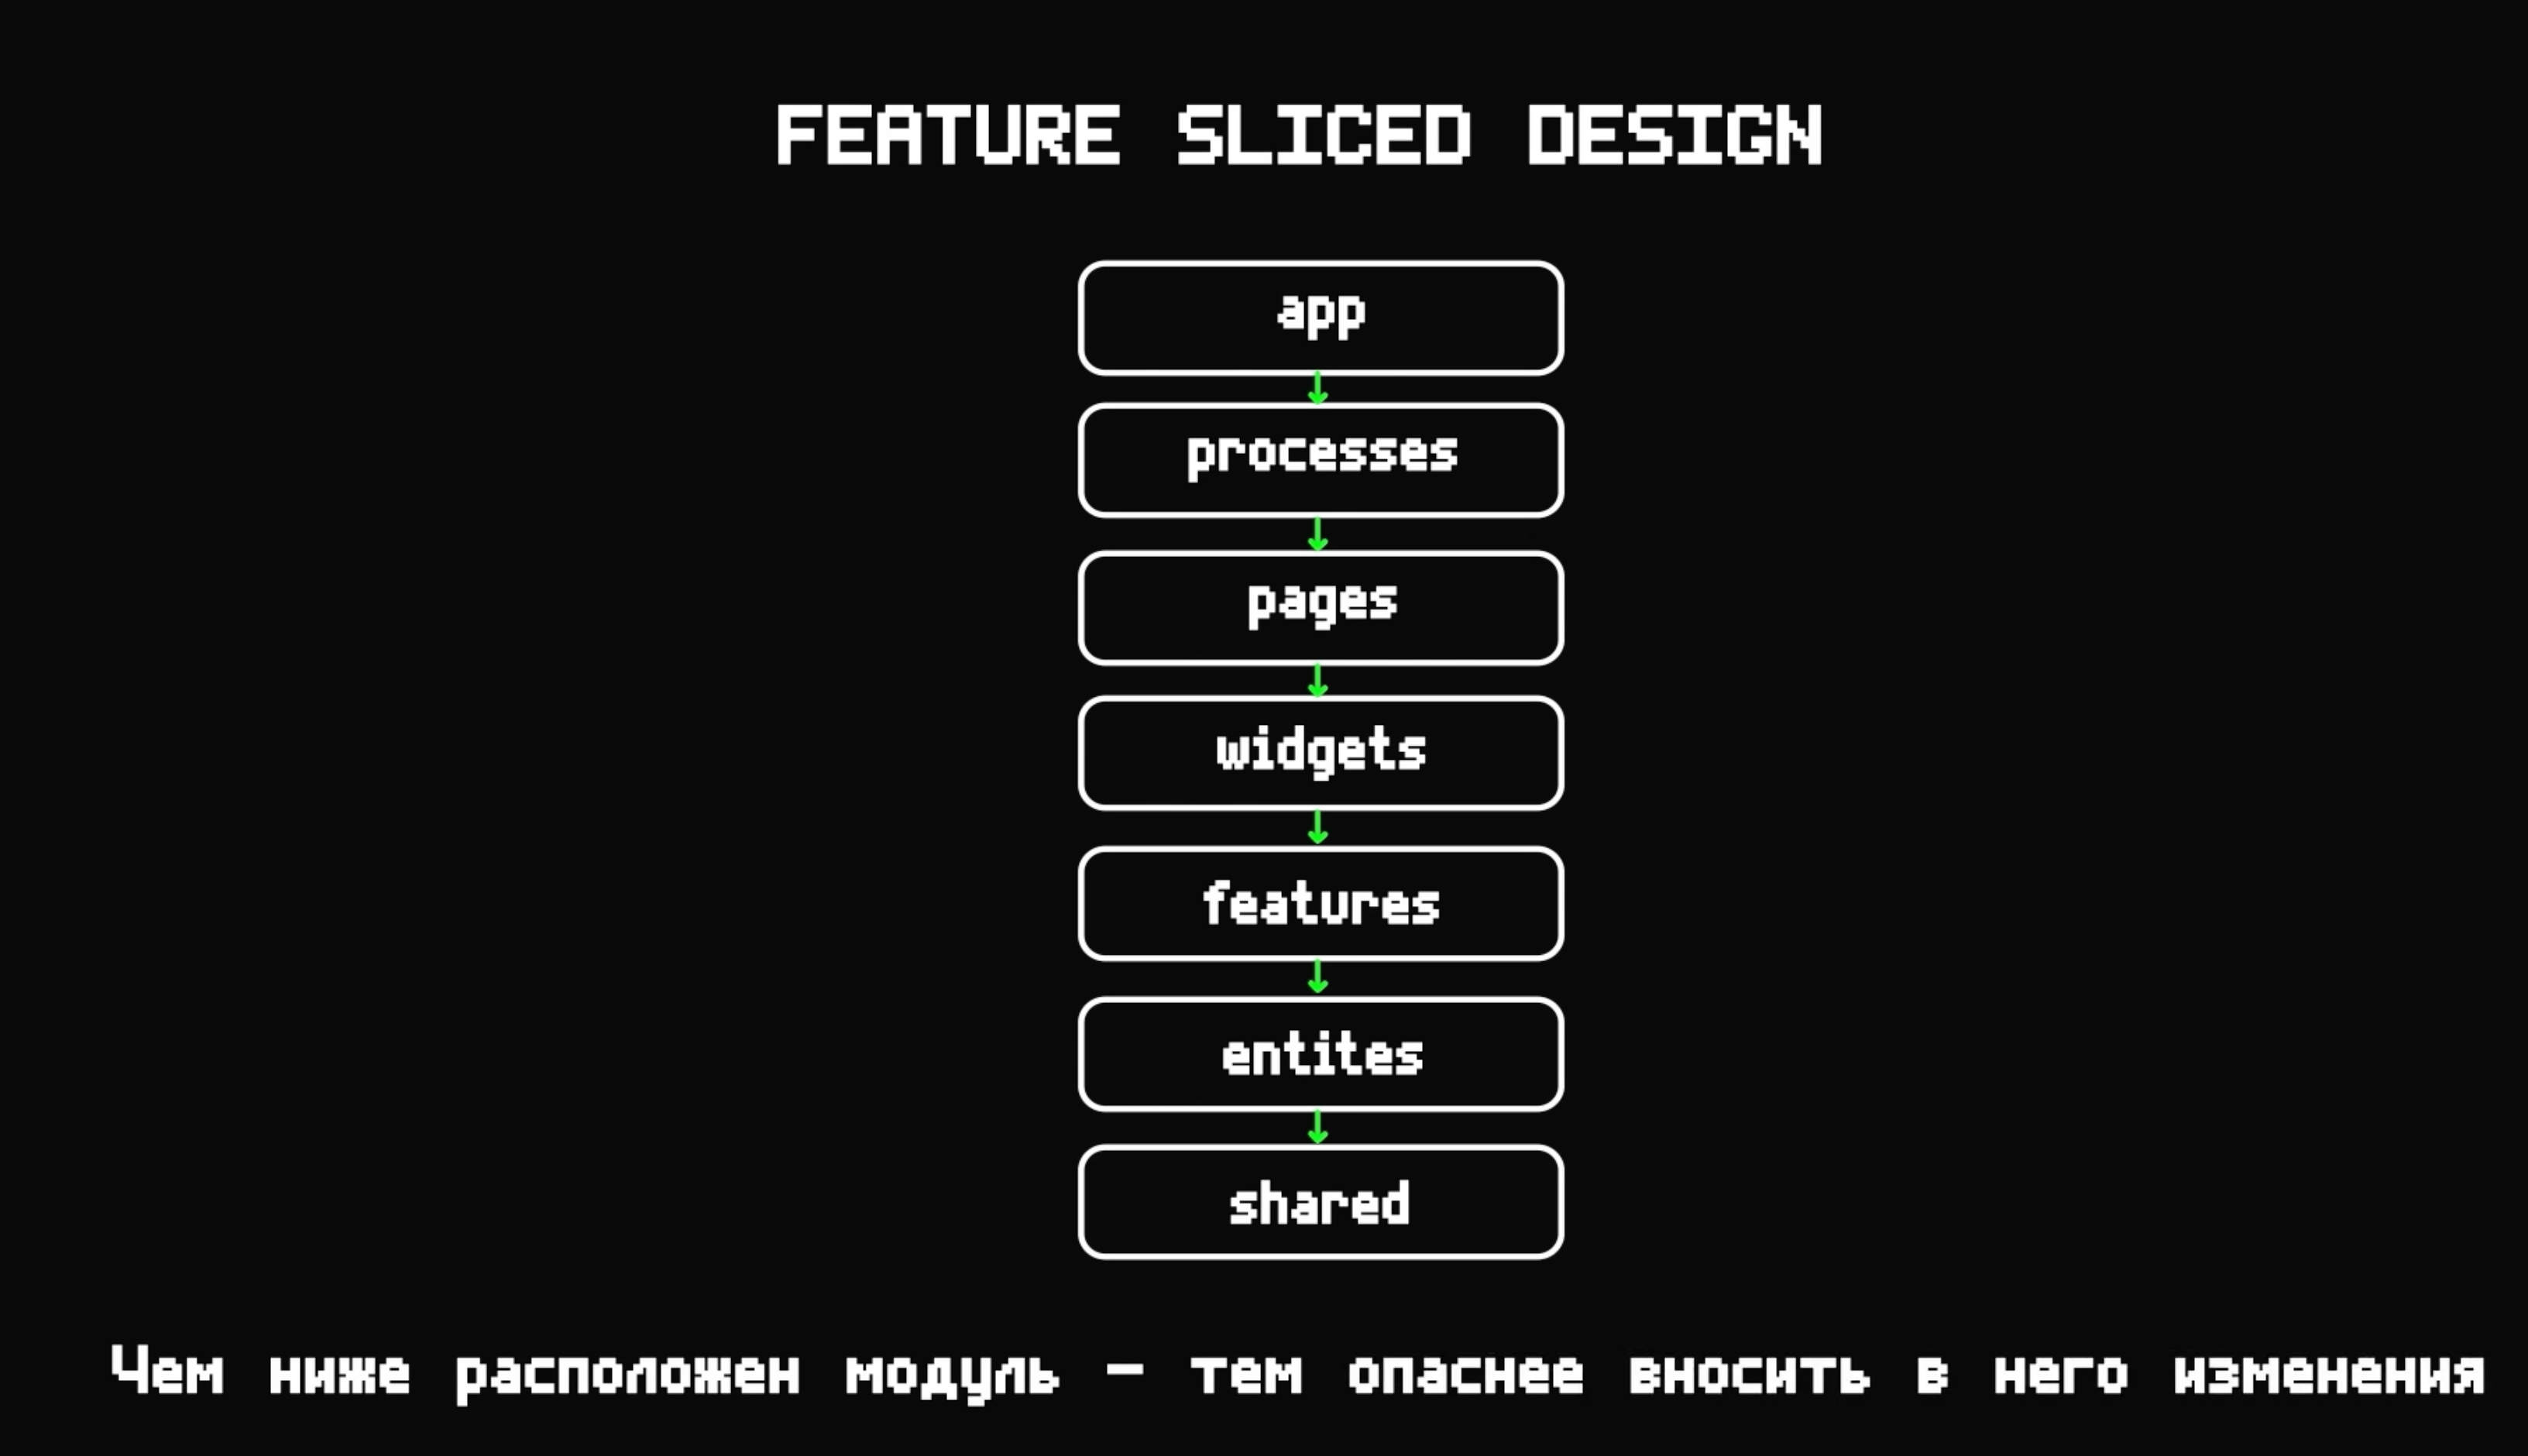 FEATURE SLICED DESIGN
app
processes
pages
widgets
features
entites
shared
Чем ниже расположен модуль - тем опаснее вносить в него изменения